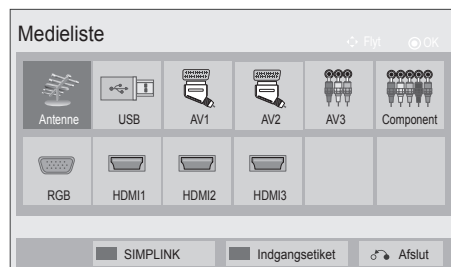 Medieliste
Flyt OK
Antenne USB AV1 AV2 AV3 Component
RGB HDMI1 HDMI2 HDMI3
SIMPLINK Indgangsetiket Afslut